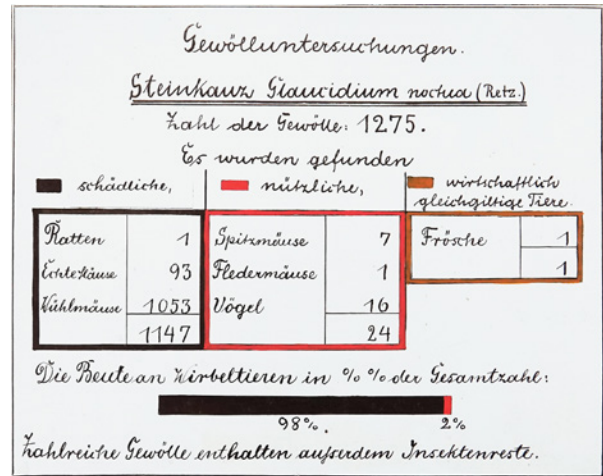 Gewölluntersuchungen.
Steinkauz Glaucidium noctua (Retz.)
Zahl der Gewölle: 1275.
Es wurden gefunden
schädliche, nützliche, wirtschaftlich
gleichgiltige Tiere.
Ratten 1 Spitzmäuse 7 Frösche 1
Echte Mäuse 93 Fledermäuse 1 1
Wühlmäuse 1053 Vögel 16
1147 24
Die Beute an Wirbeltieren in % % der Gesamtzahl:
98%. 2%
Zahlreiche Gewölle enthalten außerdem Insektenreste.